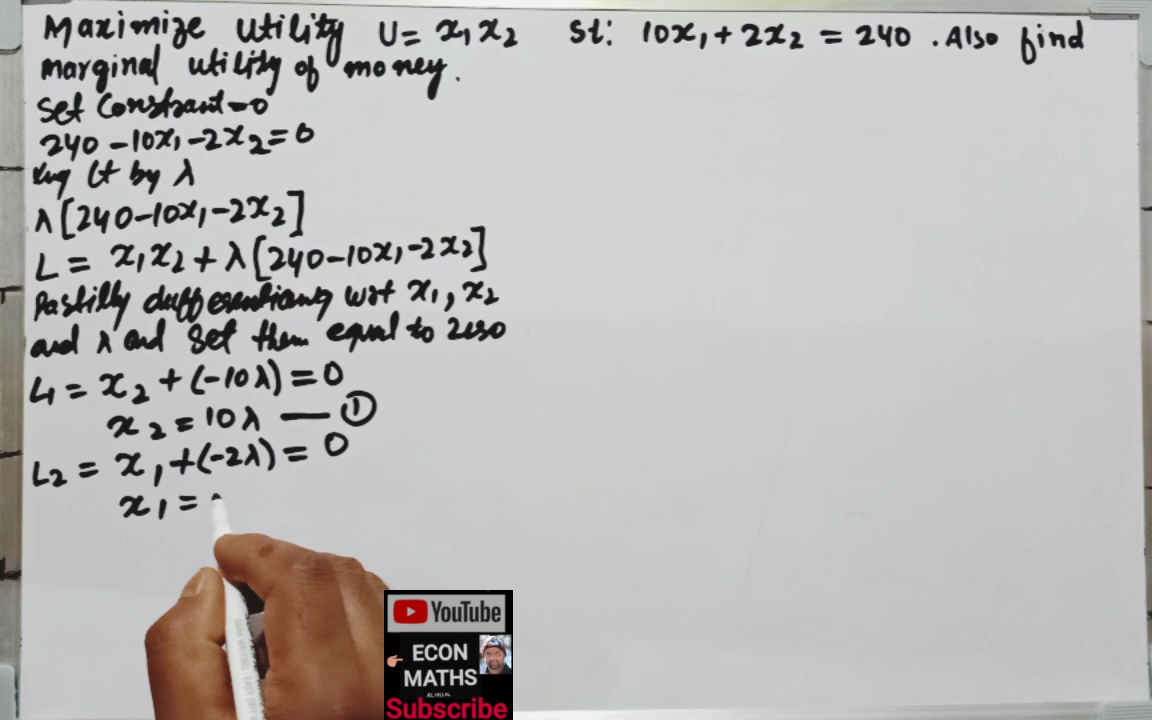 Maximize utility U = x₁x₂ St: 10x₁ + 2x₂ = 240 . Also find
marginal utility of money.
Set Constraint = 0
240 - 10x₁ - 2x₂ = 0
by λ
λ[240 - 10x₁ - 2x₂]
L = x₁x₂ + λ[240 - 10x₁ - 2x₂]
wrt x₁, x₂
and λ and Set them equal to zero
L₁ = x₂ + (-10λ) = 0
x₂ = 10λ — ①
L₂ = x₁ + (-2λ) = 0
x₁ =
YouTube
ECON
MATHS
Subscribe